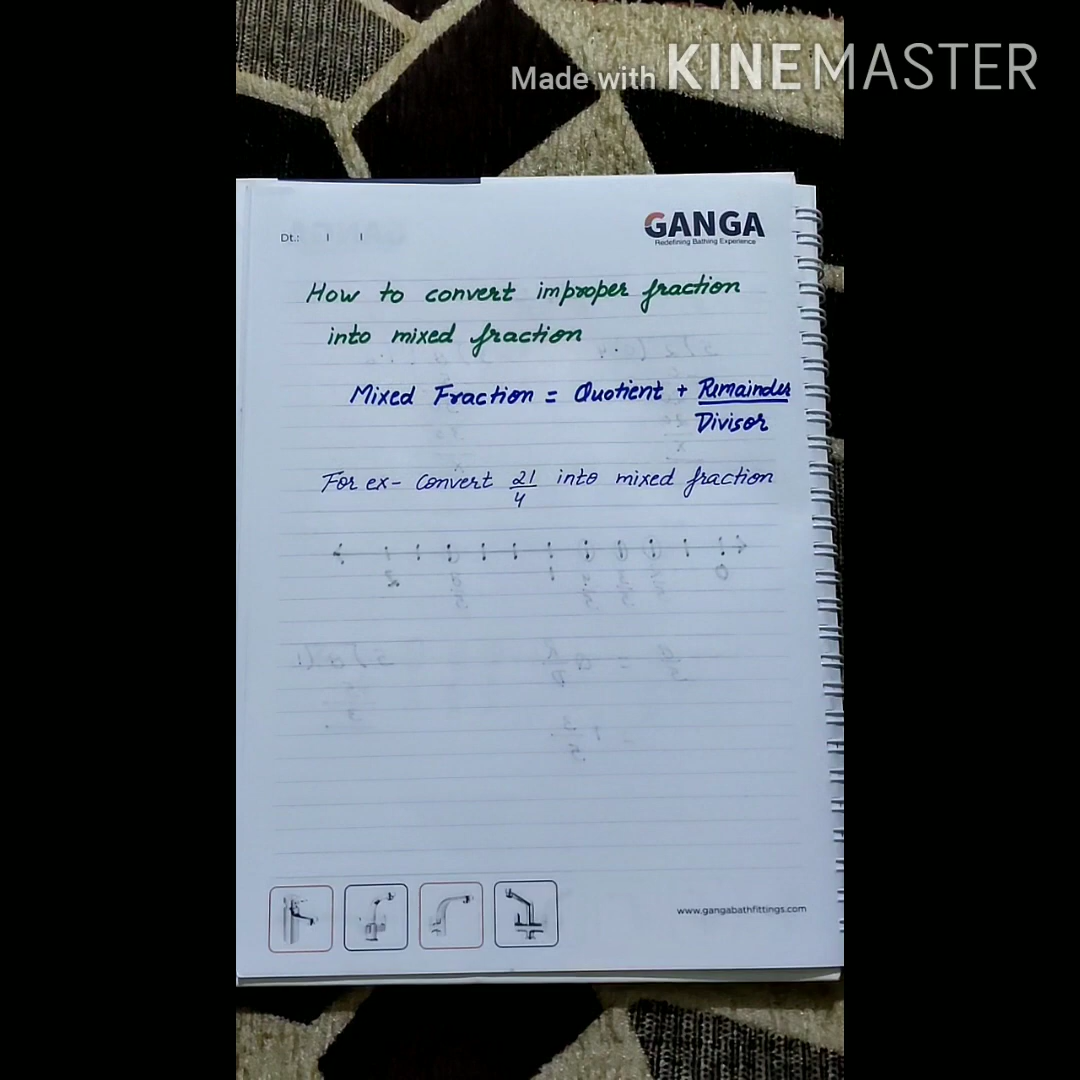 Made with KINEMASTER
Dt.: / /
GANGA
Redefining Bathing Experience
How to convert improper fraction
into mixed fraction
Mixed Fraction = Quotient + Remainder
Divisor
For ex- Convert 21/4 into mixed fraction
www.gangabathfittings.com